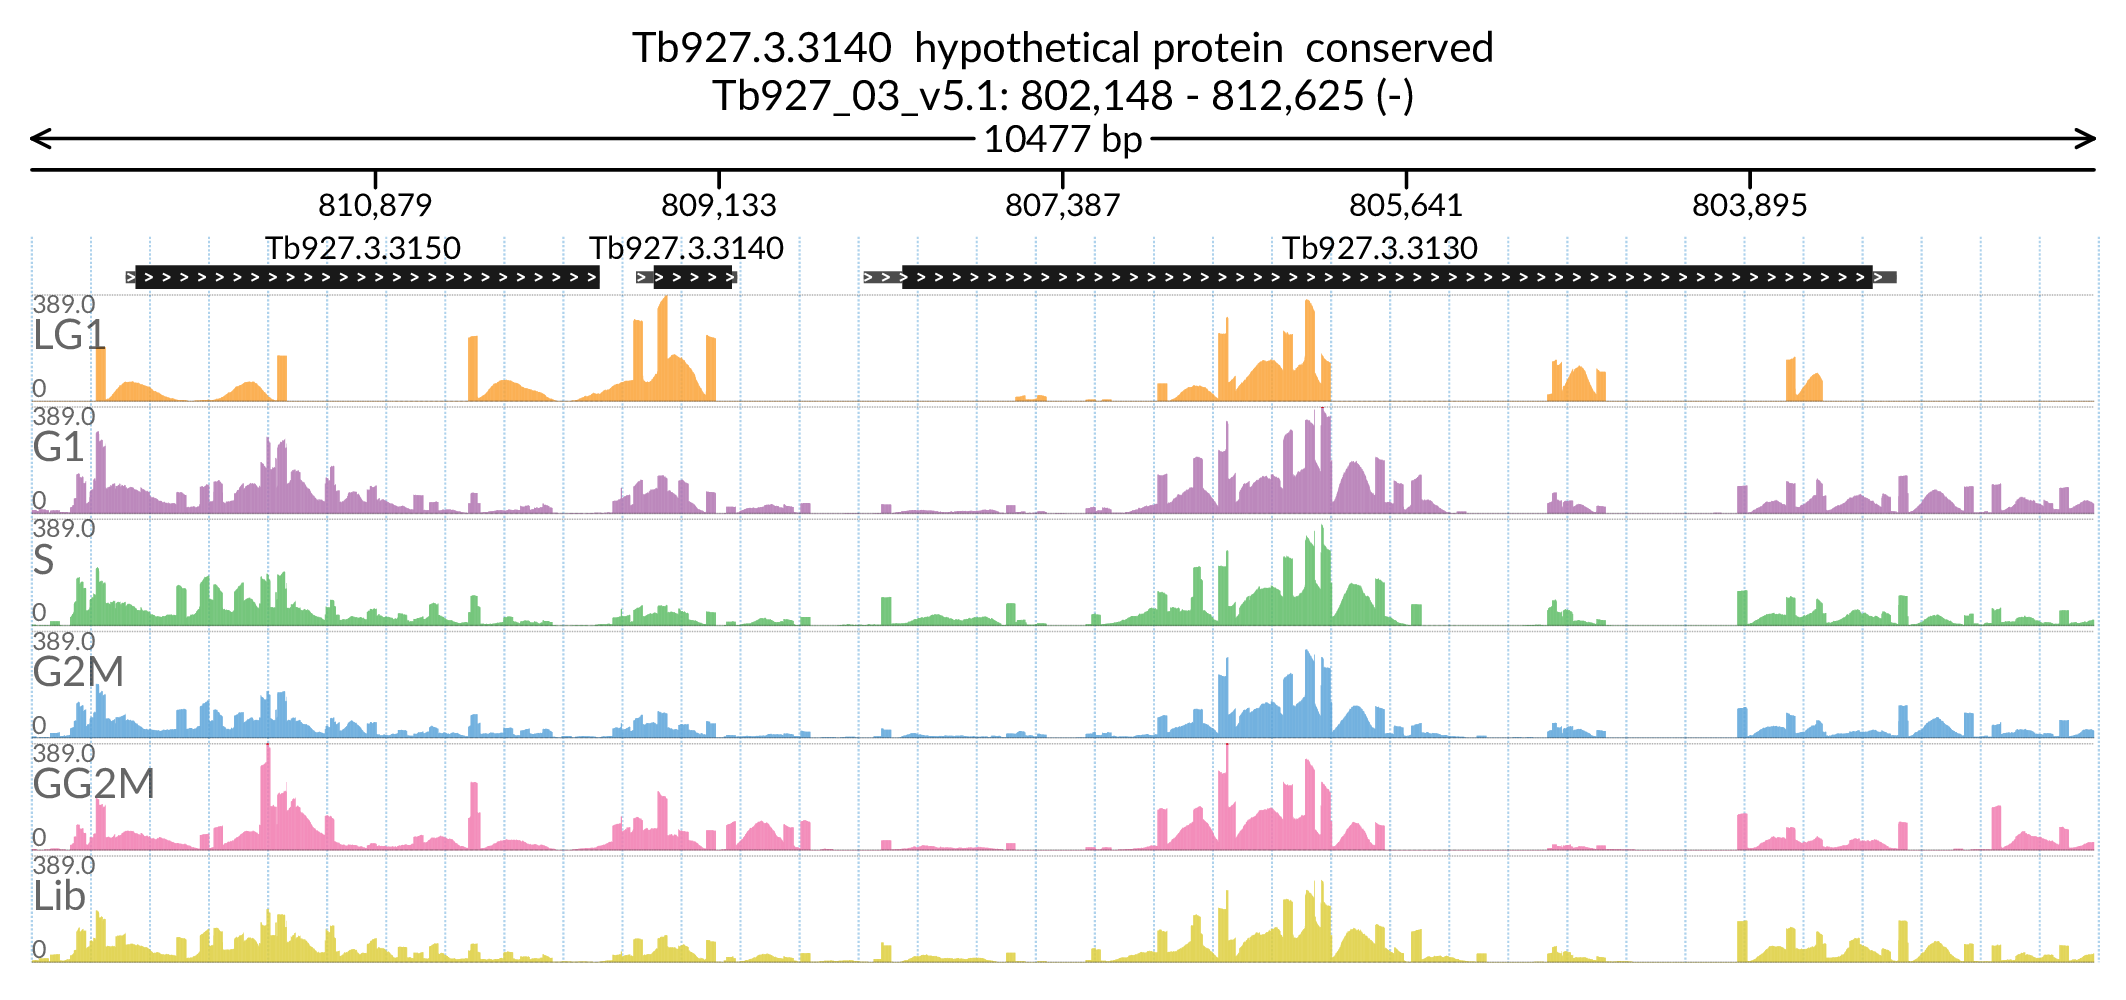 Tb927.3.3140  hypothetical protein  conserved
Tb927_03_v5.1: 802,148 - 812,625 (-)
10477 bp
810,879 809,133 807,387 805,641 803,895
Tb927.3.3150 Tb927.3.3140 Tb927.3.3130
389.0
LG1
0
389.0
G1
0
389.0
S
0
389.0
G2M
0
389.0
GG2M
0
389.0
Lib
0